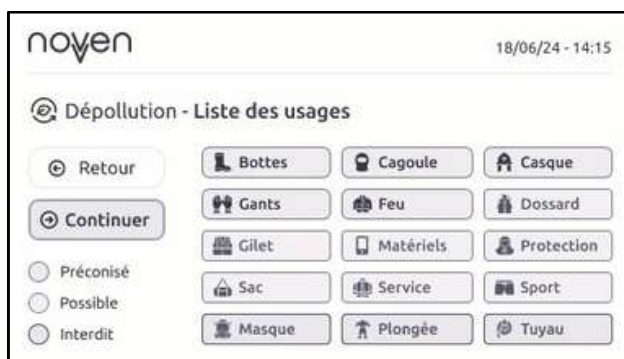 noven
18/06/24 - 14:15
Dépollution - Liste des usages
Retour
Continuer
Préconisé
Possible
Interdit
Bottes Cagoule Casque
Gants Feu Dossard
Gilet Matériels Protection
Sac Service Sport
Masque Plongée Tuyau